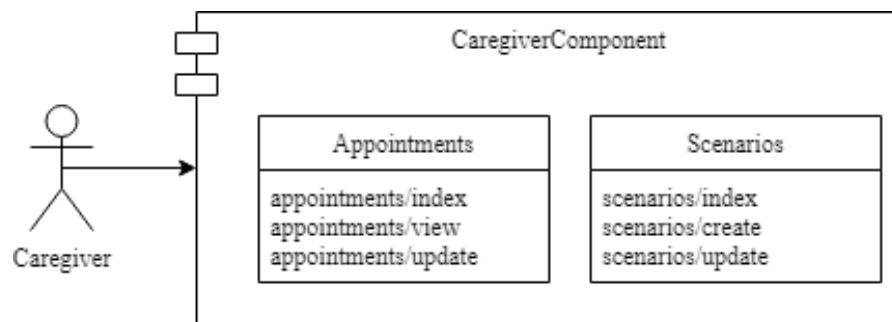 CaregiverComponent
Appointments
appointments/index
appointments/view
appointments/update
Scenarios
scenarios/index
scenarios/create
scenarios/update
Caregiver